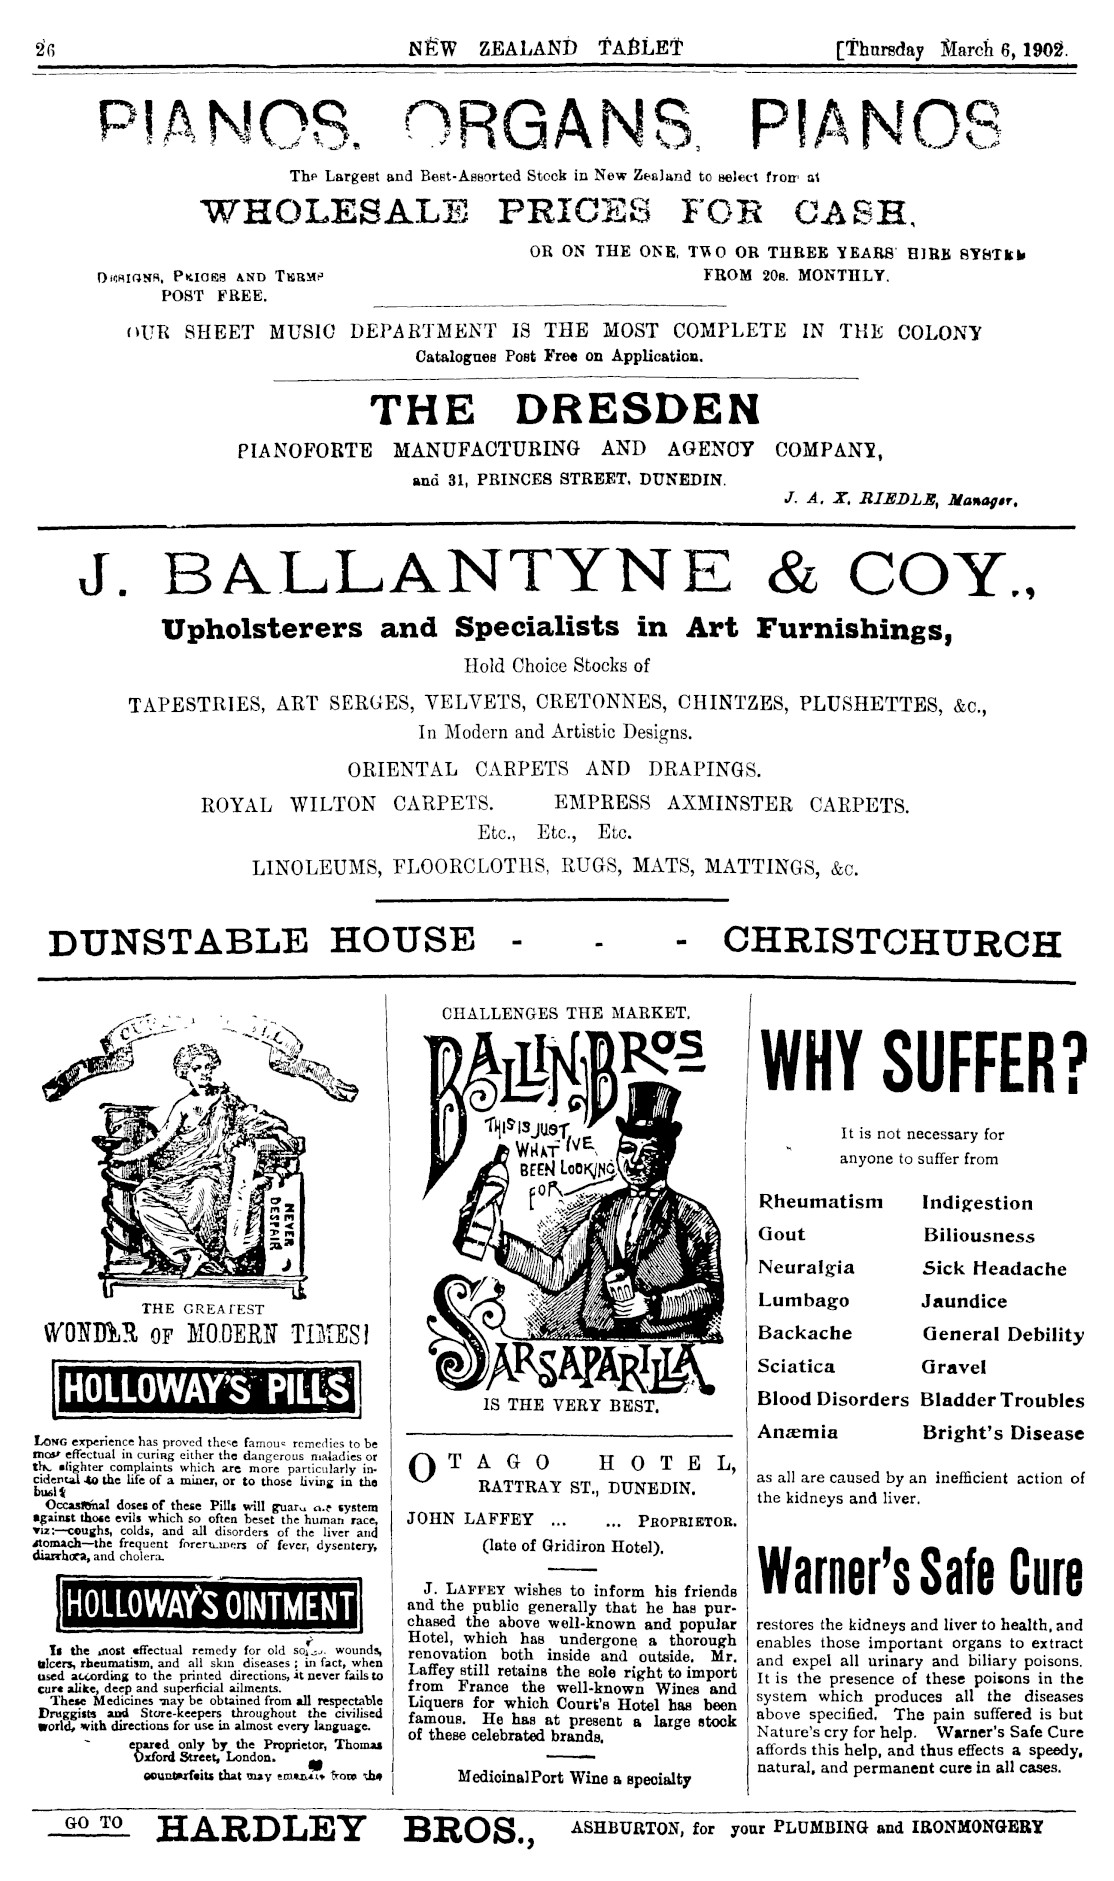 26
NEW ZEALAND TABLET
[Thursday March 6, 1902.
PIANOS. ORGANS, PIANOS
The Largest and Best-Assorted Stock in New Zealand to select from at
WHOLESALE PRICES FOR CASH,
OR ON THE ONE, TWO OR THREE YEARS' HIRE SYSTEM
FROM 20s. MONTHLY.
DESIGNS, PRICES AND TERMS
POST FREE.
OUR SHEET MUSIC DEPARTMENT IS THE MOST COMPLETE IN THE COLONY
Catalogues Post Free on Application.
THE DRESDEN
PIANOFORTE MANUFACTURING AND AGENCY COMPANY,
and 31, PRINCES STREET, DUNEDIN.
J. A. X. RIEDLE, Manager.
J. BALLANTYNE & COY.,
Upholsterers and Specialists in Art Furnishings,
Hold Choice Stocks of
TAPESTRIES, ART SERGES, VELVETS, CRETONNES, CHINTZES, PLUSHETTES, &c.,
In Modern and Artistic Designs.
ORIENTAL CARPETS AND DRAPINGS.
ROYAL WILTON CARPETS. EMPRESS AXMINSTER CARPETS.
Etc., Etc., Etc.
LINOLEUMS, FLOORCLOTHS, RUGS, MATS, MATTINGS, &c.
DUNSTABLE HOUSE - - - CHRISTCHURCH
NEVER
DESPAIR
THE GREATEST
WONDER OF MODERN TIMES!
HOLLOWAY'S PILLS
LONG experience has proved these famous remedies to be
most effectual in curing either the dangerous maladies or
the slighter complaints which are more particularly in-
cidental to the life of a miner, or to those living in the
bush
Occasional doses of these Pills will guard the system
against those evils which so often beset the human race,
viz:—coughs, colds, and all disorders of the liver and
stomach—the frequent forerunners of fever, dysentery,
diarrhœa, and cholera.
HOLLOWAY'S OINTMENT
Is the most effectual remedy for old wounds,
ulcers, rheumatism, and all skin diseases; in fact, when
used according to the printed directions, it never fails to
cure alike, deep and superficial ailments.
These Medicines may be obtained from all respectable
Druggists and Store-keepers throughout the civilised
world, with directions for use in almost every language.
epared only by the Proprietor, Thomas
Oxford Street, London.
counterfeits that may emanate from the
CHALLENGES THE MARKET.
BALLIN BROS
THIS IS JUST
WHAT I'VE
BEEN LOOKING
FOR
SARSAPARILLA
IS THE VERY BEST.
OTAGO HOTEL,
RATTRAY ST., DUNEDIN.
JOHN LAFFEY ... ... PROPRIETOR.
(late of Gridiron Hotel).
J. LAFFEY wishes to inform his friends
and the public generally that he has pur-
chased the above well-known and popular
Hotel, which has undergone a thorough
renovation both inside and outside. Mr.
Laffey still retains the sole right to import
from France the well-known Wines and
Liquers for which Court's Hotel has been
famous. He has at present a large stock
of these celebrated brands.
Medicinal Port Wine a specialty
WHY SUFFER?
It is not necessary for
anyone to suffer from
Rheumatism Indigestion
Gout Biliousness
Neuralgia Sick Headache
Lumbago Jaundice
Backache General Debility
Sciatica Gravel
Blood Disorders Bladder Troubles
Anæmia Bright's Disease
as all are caused by an inefficient action of
the kidneys and liver.
Warner's Safe Cure
restores the kidneys and liver to health, and
enables those important organs to extract
and expel all urinary and biliary poisons.
It is the presence of these poisons in the
system which produces all the diseases
above specified. The pain suffered is but
Nature's cry for help. Warner's Safe Cure
affords this help, and thus effects a speedy,
natural, and permanent cure in all cases.
GO TO HARDLEY BROS., ASHBURTON, for your PLUMBING and IRONMONGERY